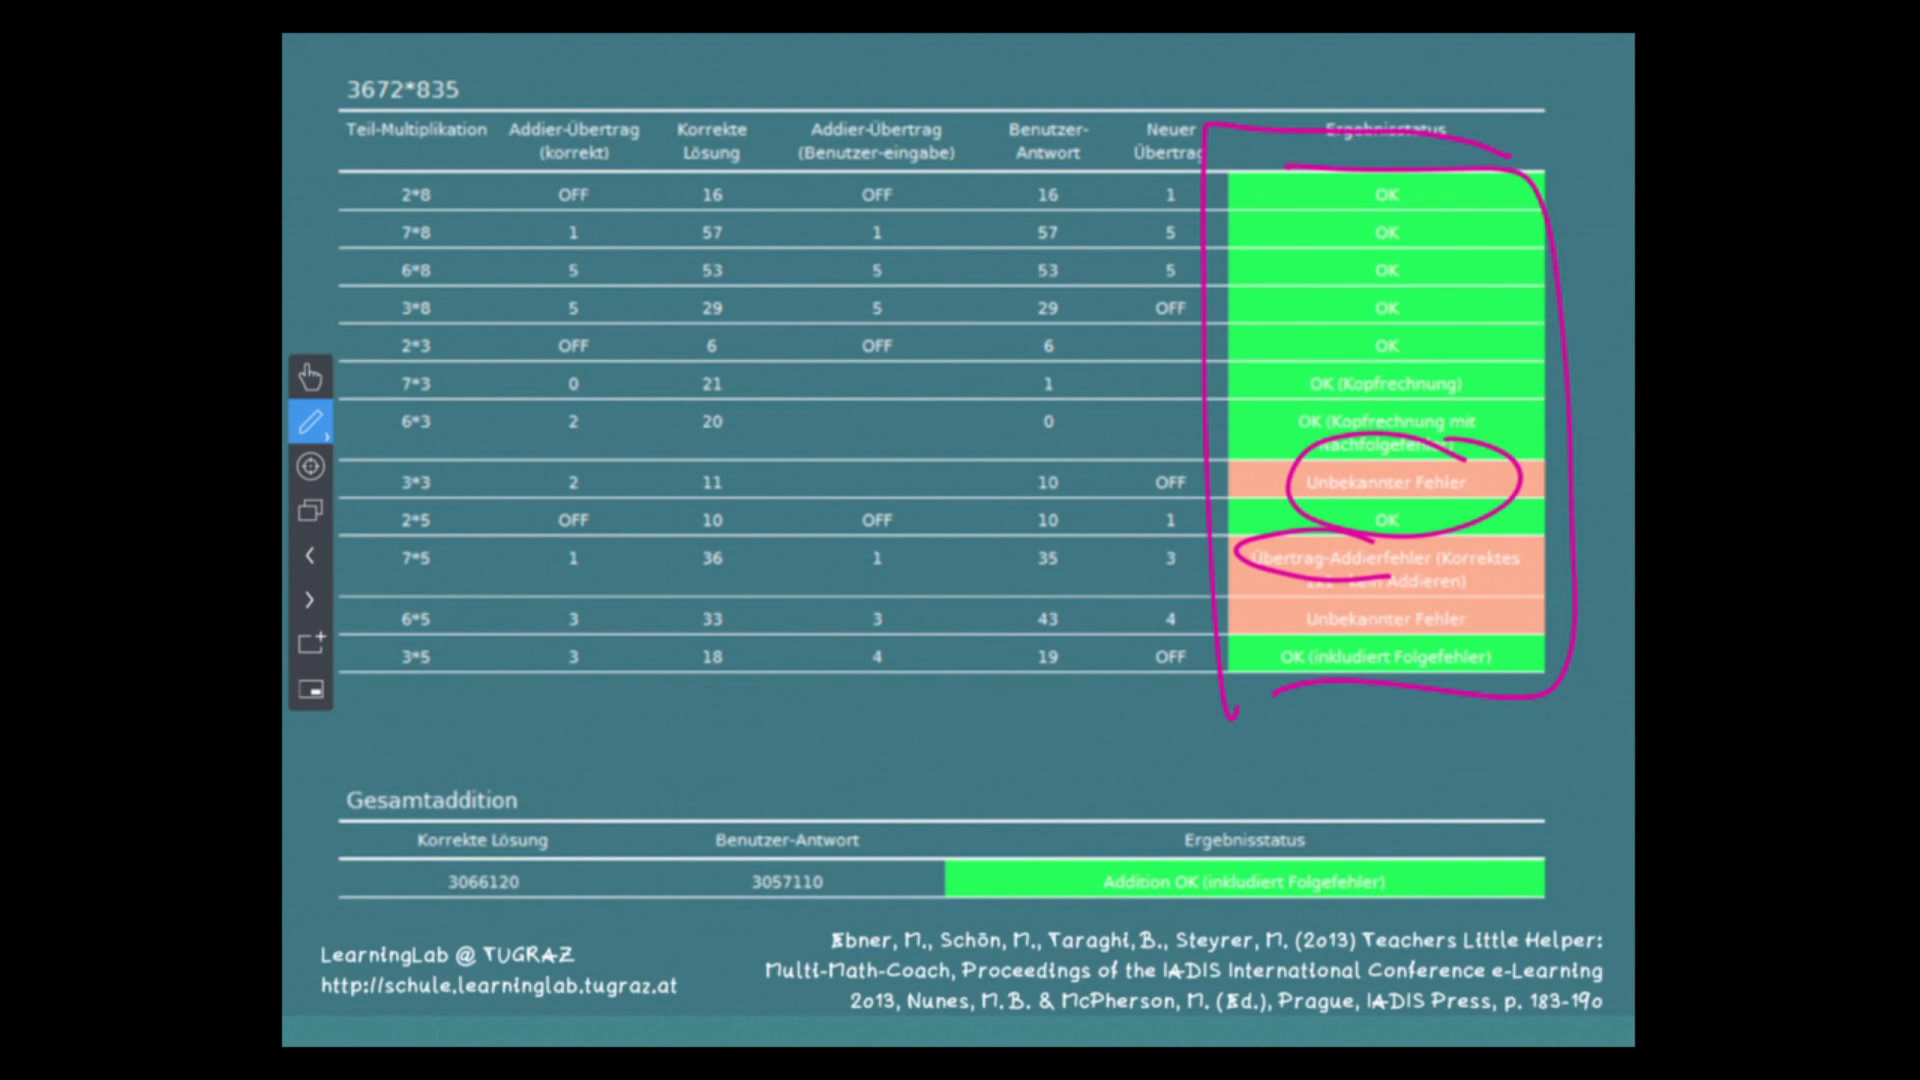 3672*835
Teil-Multiplikation Addier-Übertrag (korrekt) Korrekte Lösung Addier-Übertrag (Benutzer-eingabe) Benutzer-Antwort Neuer Übertrag Ergebnisstatus
2*8 OFF 16 OFF 16 1 OK
7*8 1 57 1 57 5 OK
6*8 5 53 5 53 5 OK
3*8 5 29 5 29 OFF OK
2*3 OFF 6 OFF 6 OK
7*3 0 21 1 OK (Kopfrechnung)
6*3 2 20 0 OK (Kopfrechnung mit
Nachfolgefehler)
3*3 2 11 10 OFF Unbekannter Fehler
2*5 OFF 10 OFF 10 1 OK
7*5 1 36 1 35 3 Übertrag-Addierfehler (Korrektes
1x1 - kein Addieren)
6*5 3 33 3 43 4 Unbekannter Fehler
3*5 3 18 4 19 OFF OK (inkludiert Folgefehler)
Gesamtaddition
Korrekte Lösung Benutzer-Antwort Ergebnisstatus
3066120 3057110 Addition OK (inkludiert Folgefehler)
LearningLab @ TUGRAZ
http://schule.learninglab.tugraz.at
Ebner, M., Schön, M., Taraghi, B., Steyrer, M. (2013) Teachers Little Helper:
Multi-Math-Coach, Proceedings of the IADIS International Conference e-Learning
2013, Nunes, M.B. & McPherson, M. (Ed.), Prague, IADIS Press, p. 183-190